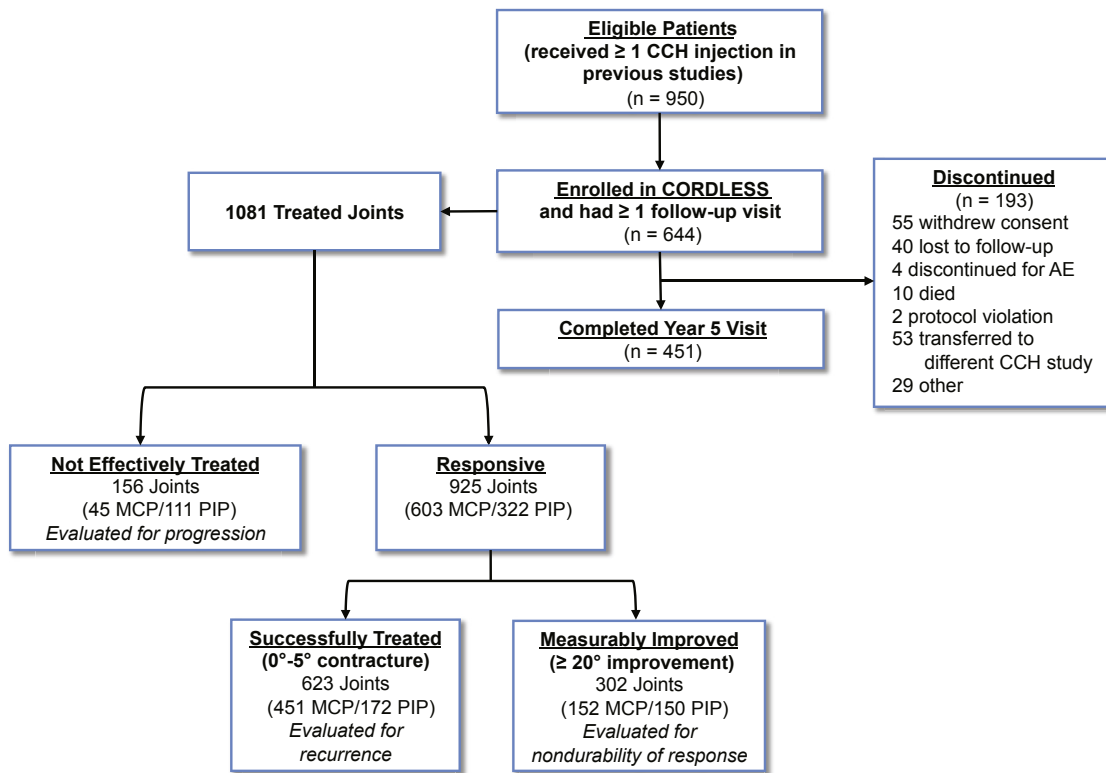 Eligible Patients
(received ≥ 1 CCH injection in
previous studies)
(n = 950)
1081 Treated Joints
Enrolled in CORDLESS
and had ≥ 1 follow-up visit
(n = 644)
Discontinued
(n = 193)
55 withdrew consent
40 lost to follow-up
4 discontinued for AE
10 died
2 protocol violation
53 transferred to
different CCH study
29 other
Completed Year 5 Visit
(n = 451)
Not Effectively Treated
156 Joints
(45 MCP/111 PIP)
Evaluated for progression
Responsive
925 Joints
(603 MCP/322 PIP)
Successfully Treated
(0°-5° contracture)
623 Joints
(451 MCP/172 PIP)
Evaluated for
recurrence
Measurably Improved
(≥ 20° improvement)
302 Joints
(152 MCP/150 PIP)
Evaluated for
nondurability of response